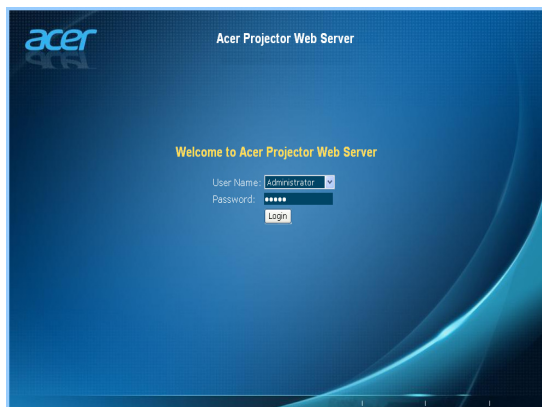 acer
Acer Projector Web Server
Welcome to Acer Projector Web Server
User Name: Administrator
Password: •••••
Login